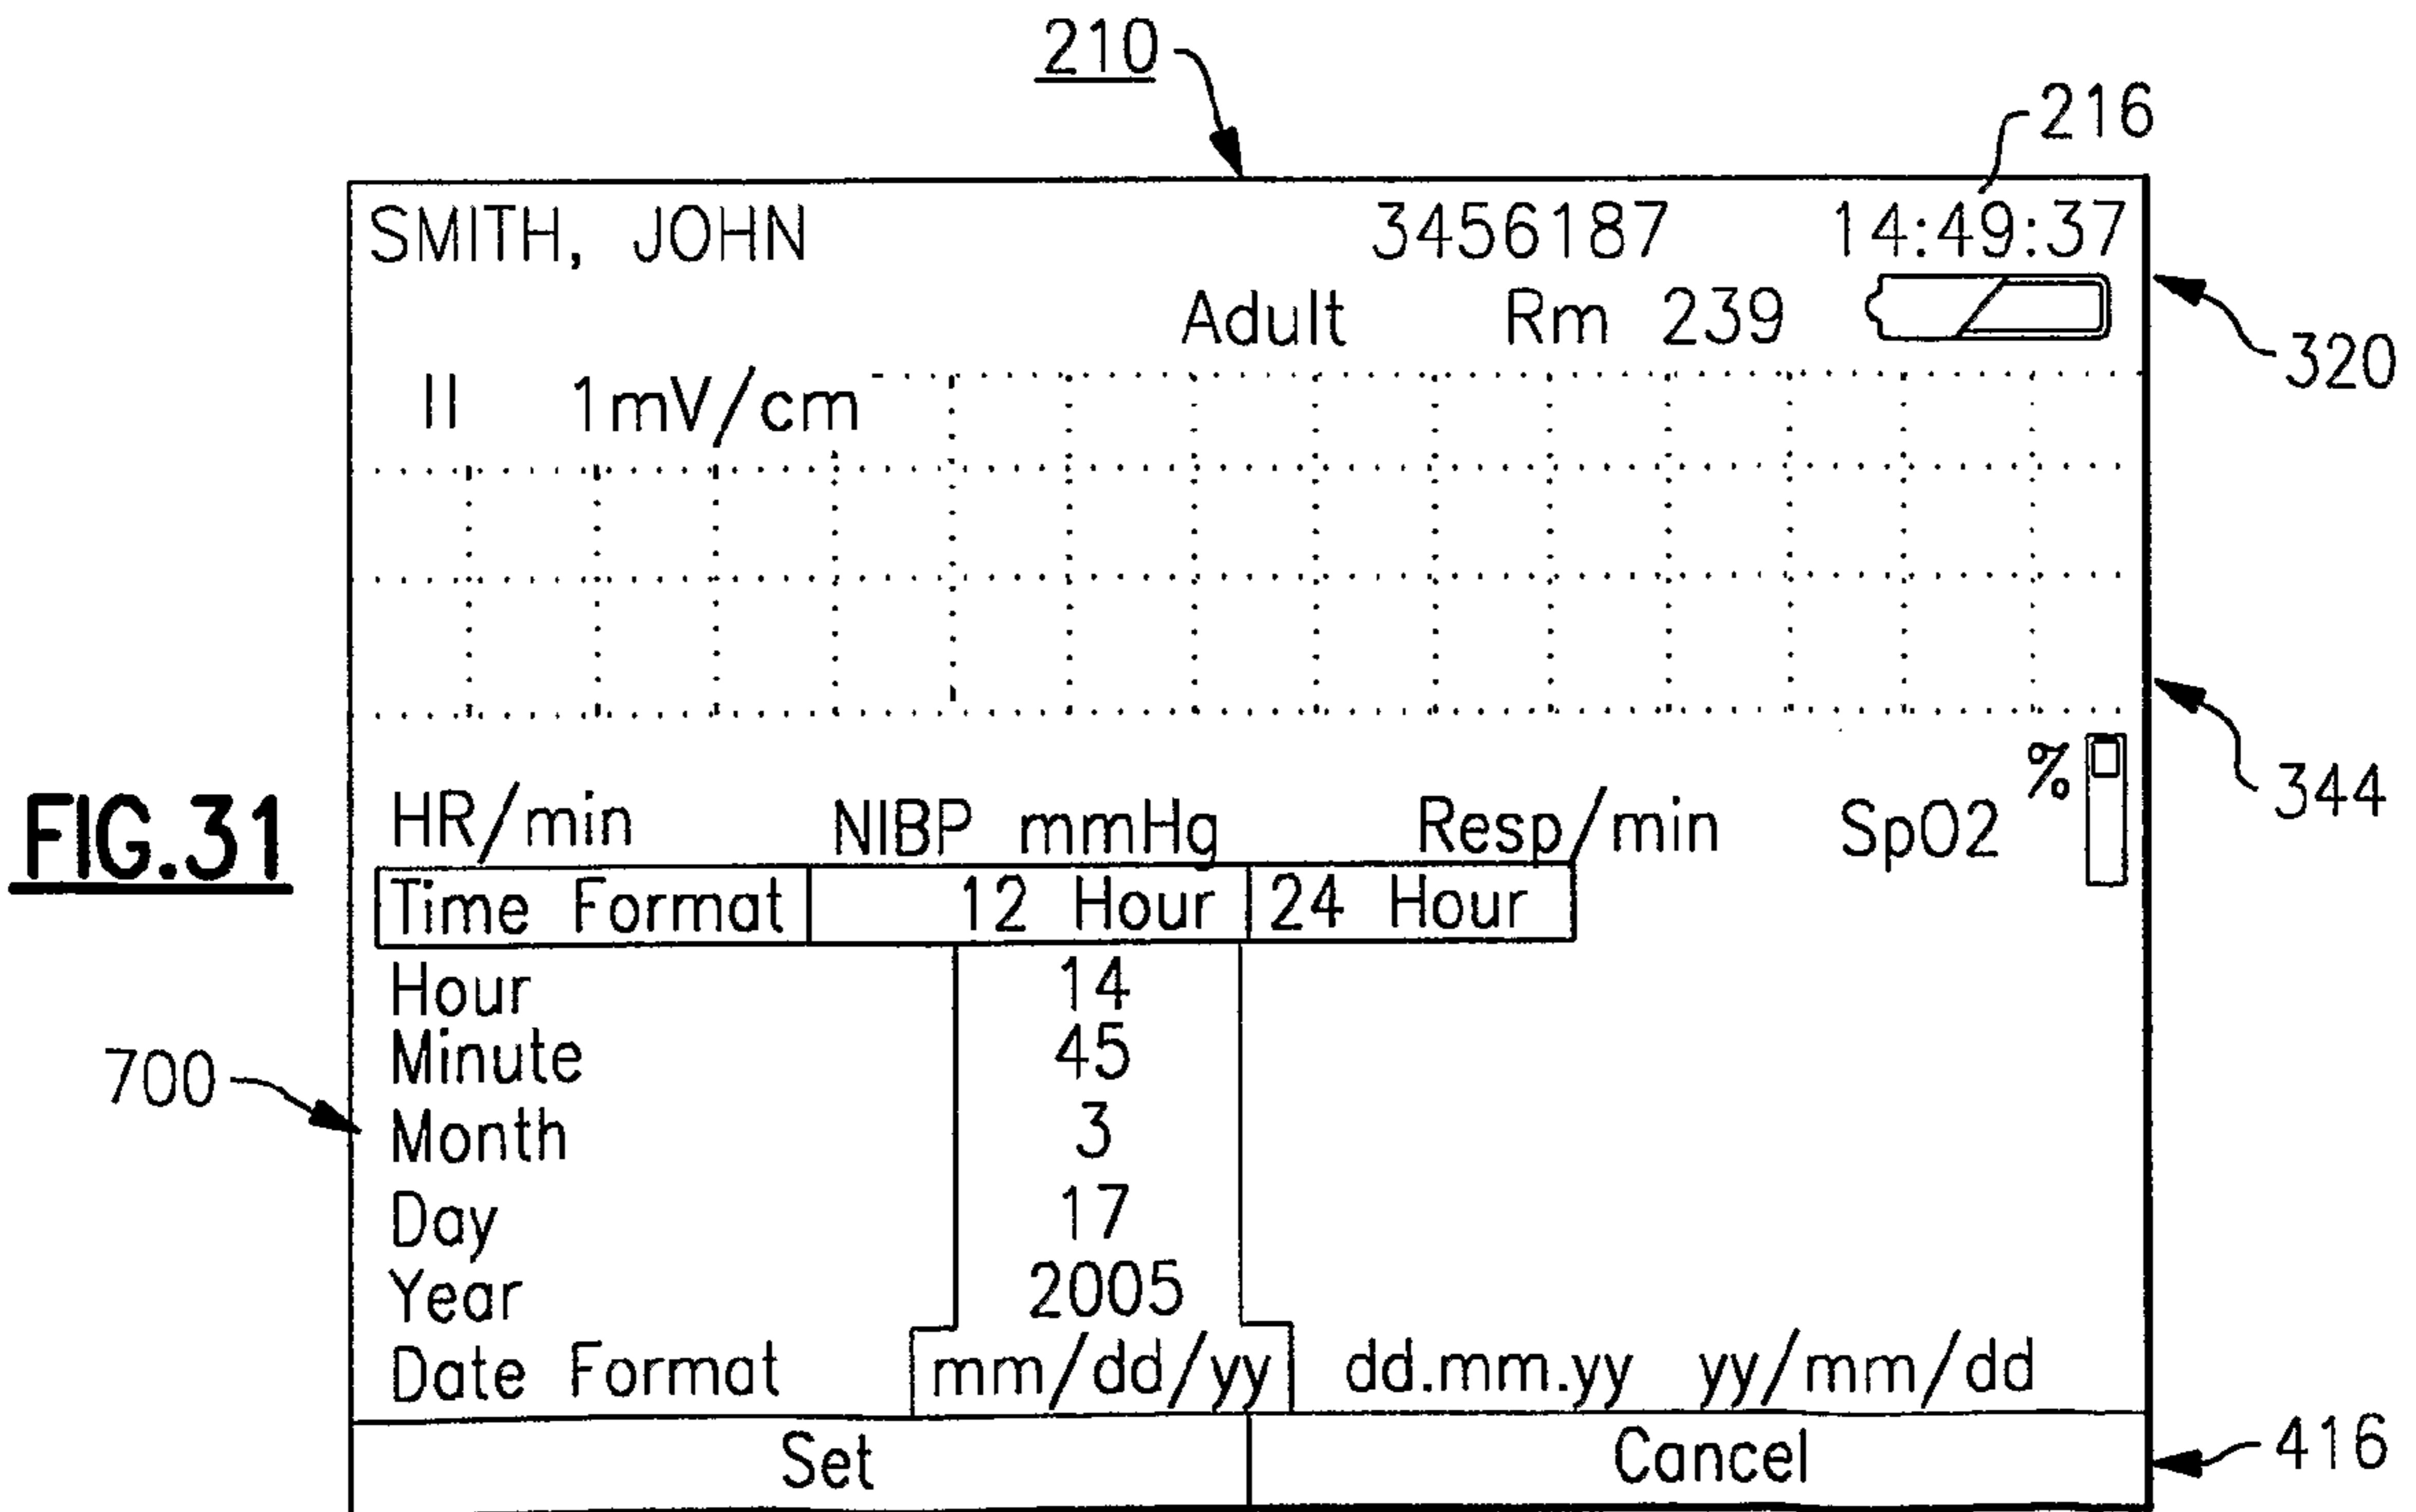 210
216
SMITH, JOHN 3456187 14:49:37
Adult Rm 239
320
II 1mV/cm
%
344
FIG.31
HR/min NIBP mmHg Resp/min SpO2
Time Format 12 Hour 24 Hour
Hour 14
Minute 45
700
Month 3
Day 17
Year 2005
Date Format mm/dd/yy dd.mm.yy yy/mm/dd
Set Cancel
416